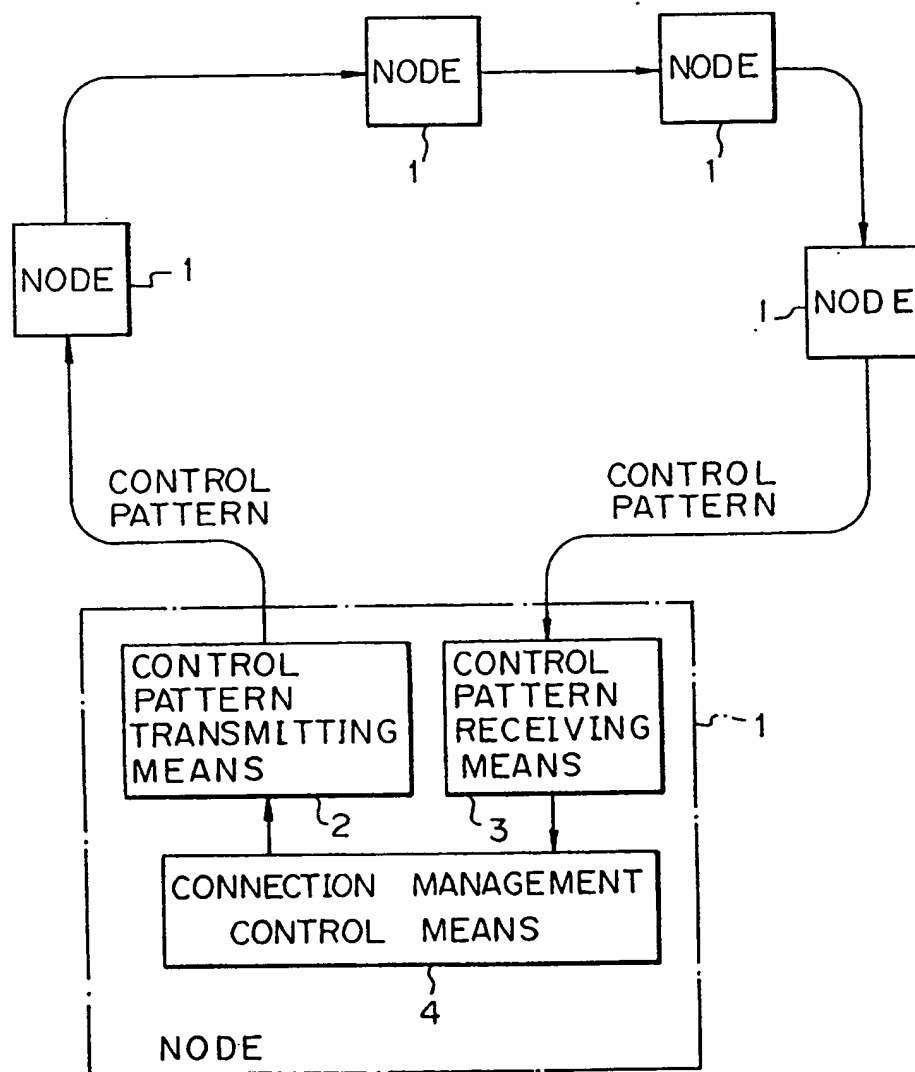 NODE
NODE
1
1
NODE
1
NODE
1
CONTROL
PATTERN
CONTROL
PATTERN
CONTROL
PATTERN
TRANSMITTING
MEANS
CONTROL
PATTERN
RECEIVING
MEANS
1
2
3
CONNECTION MANAGEMENT
CONTROL MEANS
4
NODE